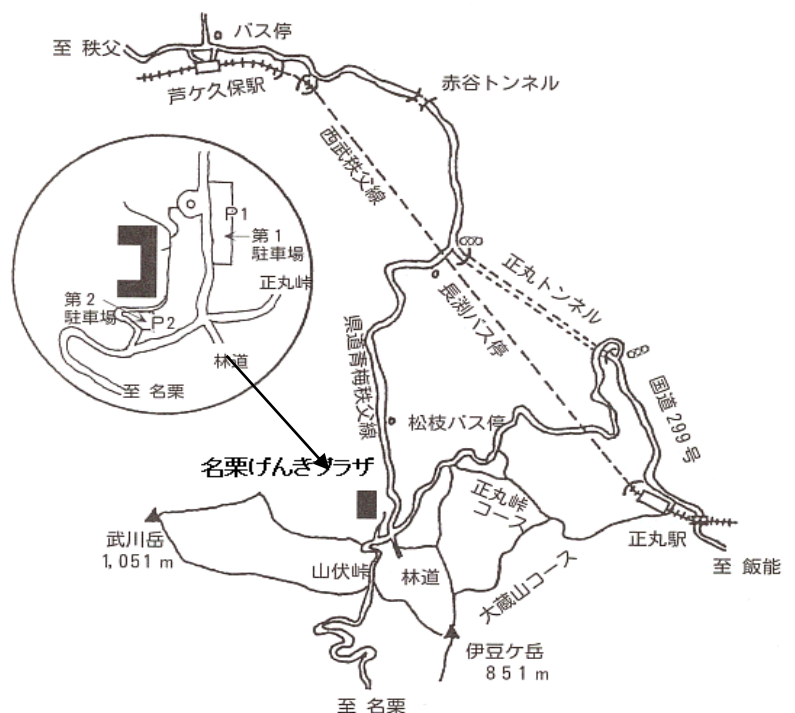 バス停
至 秩父
芦ケ久保駅
赤谷トンネル
西武秩父線
P1
第1
駐車場
正丸峠
第2
駐車場
P2
林道
至 名栗
正丸トンネル
長渕バス停
県道青梅秩父線
松枝バス停
国道299号
名栗げんきプラザ
正丸峠
コース
武川岳
1,051m
正丸駅
至 飯能
山伏峠
林道
大蔵山コース
伊豆ケ岳
851m
至 名栗